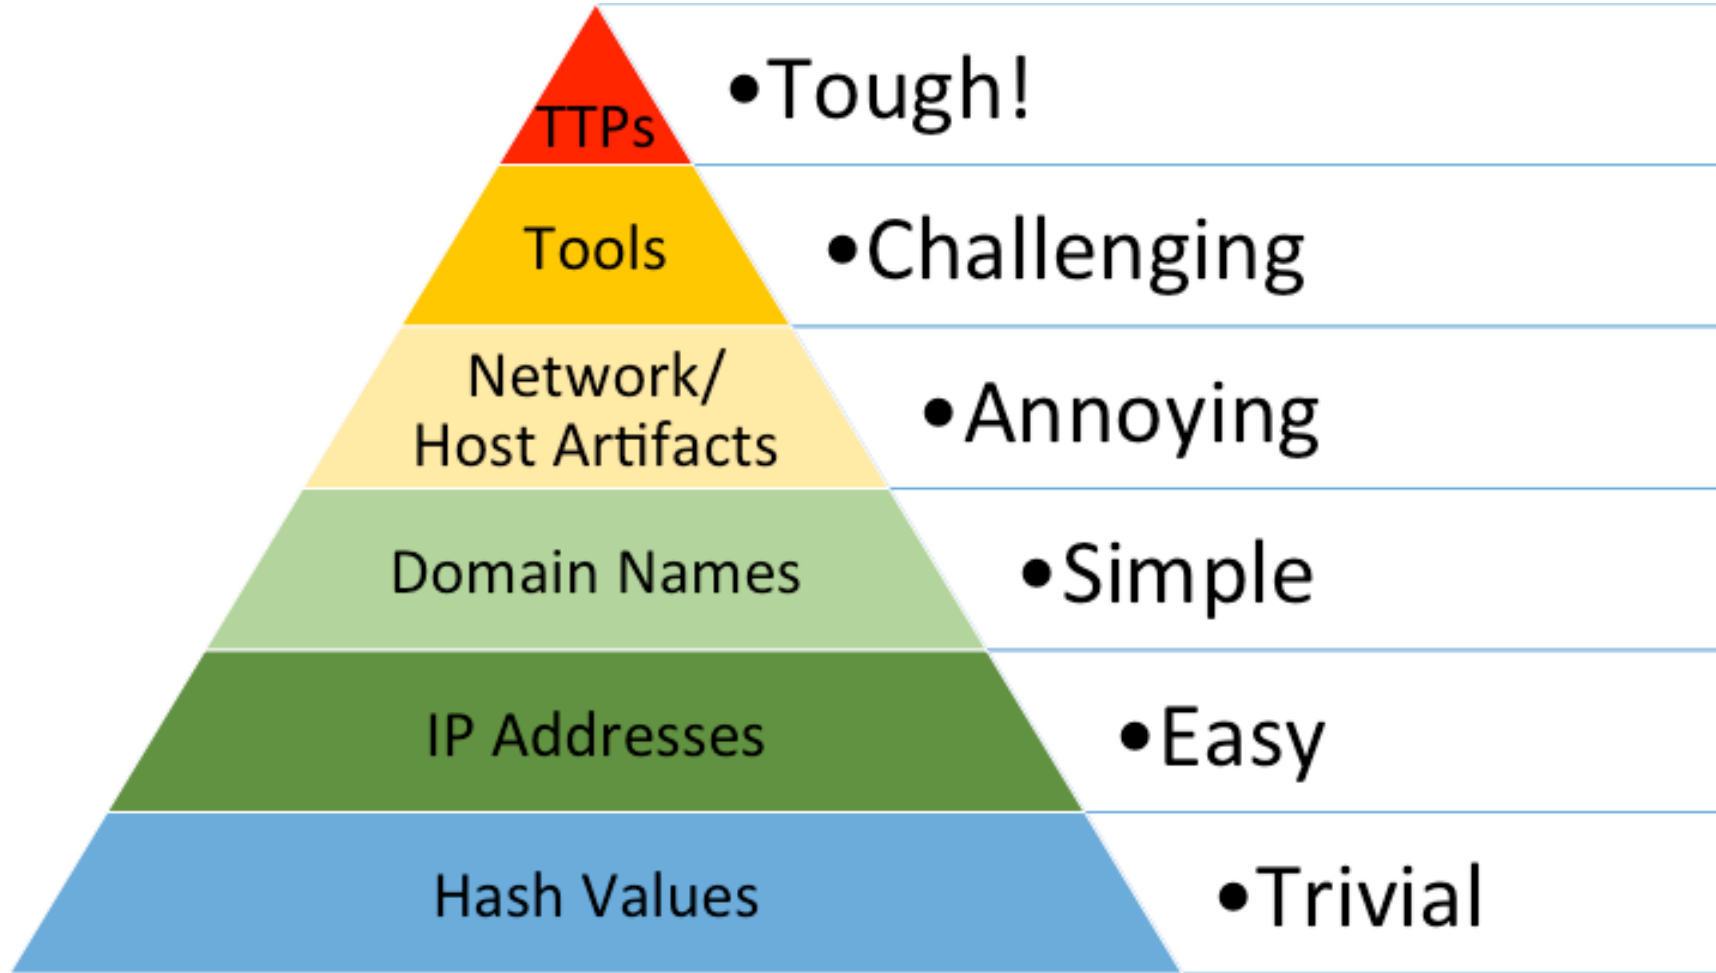 TTPs
•Tough!
Tools
•Challenging
Network/
Host Artifacts
•Annoying
Domain Names
•Simple
IP Addresses
•Easy
Hash Values
•Trivial